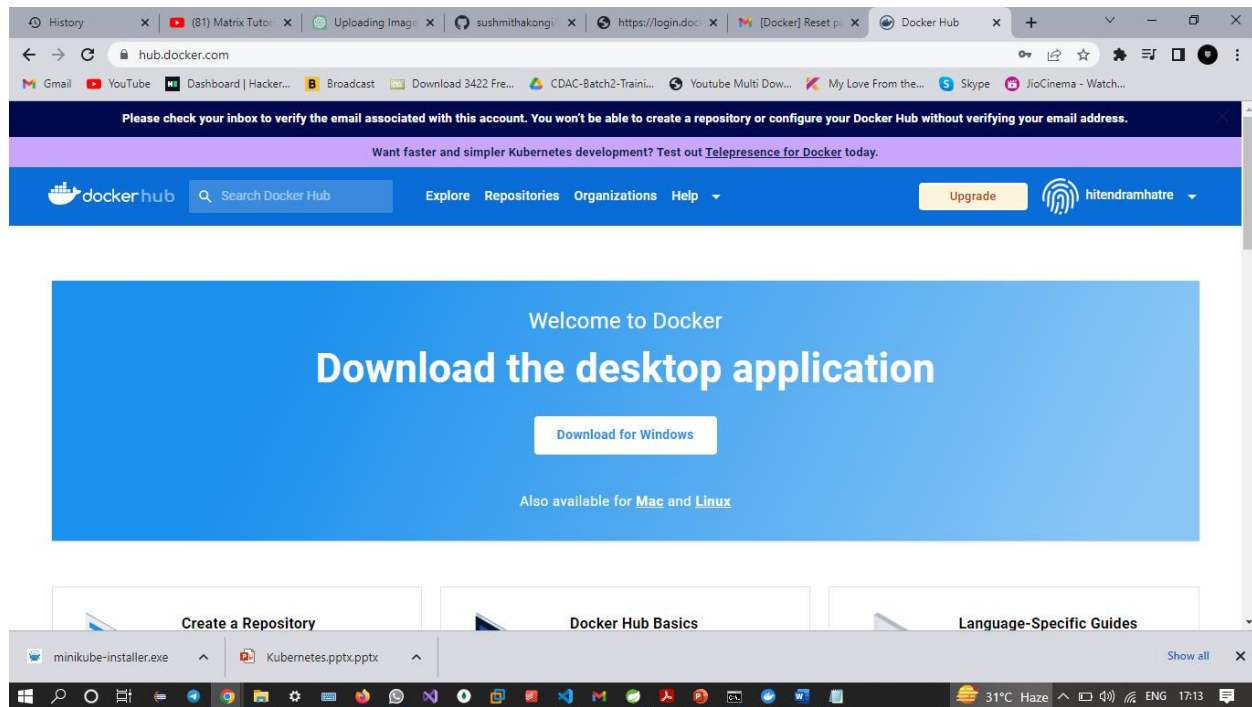 History
(81) Matrix Tutor
Uploading Image
sushmithakongi/
https://login.doc
[Docker] Reset p
Docker Hub
hub.docker.com
Gmail
YouTube
Dashboard | Hacker...
Broadcast
Download 3422 Fre...
CDAC-Batch2-Traini...
Youtube Multi Dow...
My Love From the...
Skype
JioCinema - Watch...
Please check your inbox to verify the email associated with this account. You won't be able to create a repository or configure your Docker Hub without verifying your email address.
Want faster and simpler Kubernetes development? Test out Telepresence for Docker today.
dockerhub
Search Docker Hub
Explore
Repositories
Organizations
Help
Upgrade
hitendramhatre
Welcome to Docker
Download the desktop application
Download for Windows
Also available for Mac and Linux
Create a Repository
Docker Hub Basics
Language-Specific Guides
minikube-installer.exe
Kubernetes.pptx.pptx
Show all
31°C Haze
ENG
17:13